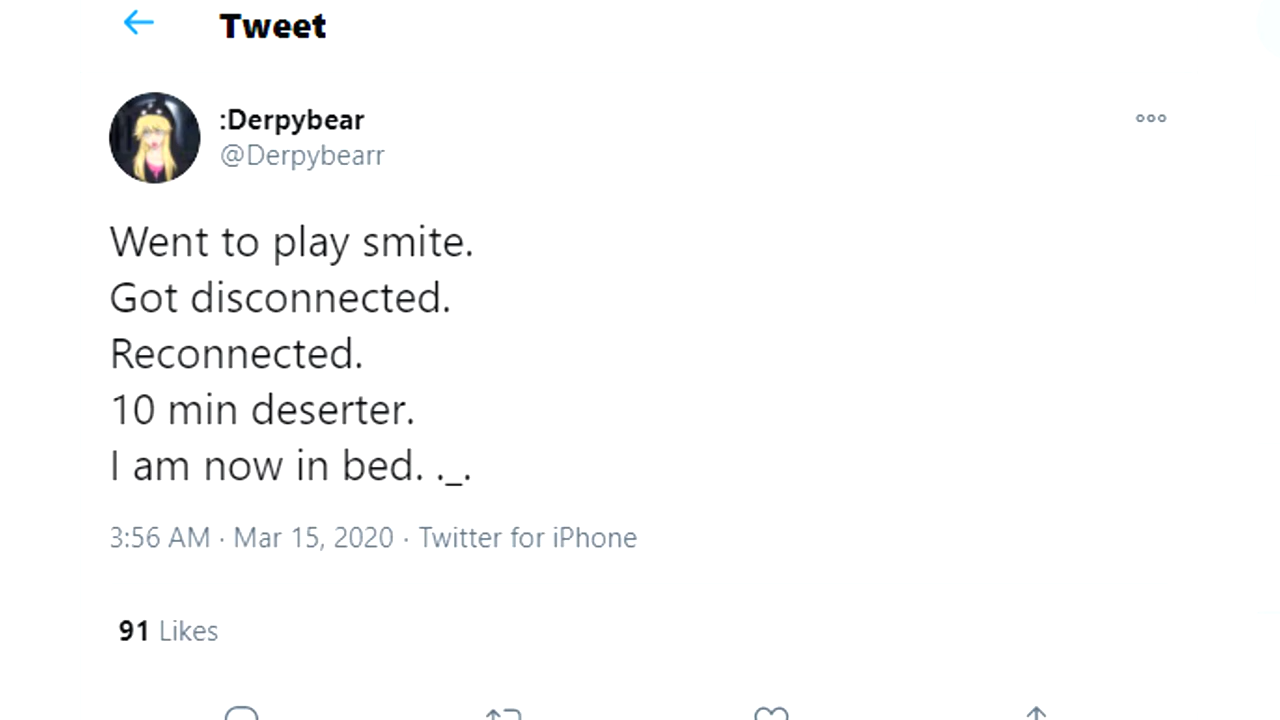 Tweet
:Derpybear
@Derpybearr
Went to play smite.
Got disconnected.
Reconnected.
10 min deserter.
I am now in bed. ._.
3:56 AM · Mar 15, 2020 · Twitter for iPhone
91 Likes